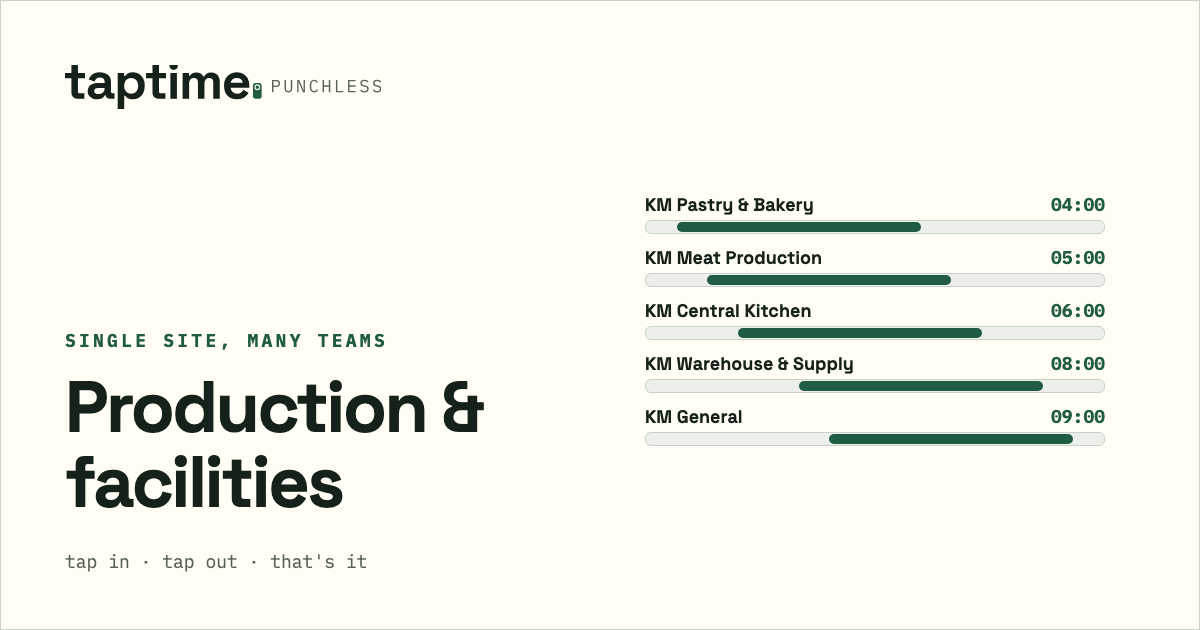 taptime. PUNCHLESS
SINGLE SITE, MANY TEAMS
Production &
facilities
tap in · tap out · that's it
KM Pastry & Bakery 04:00
KM Meat Production 05:00
KM Central Kitchen 06:00
KM Warehouse & Supply 08:00
KM General 09:00